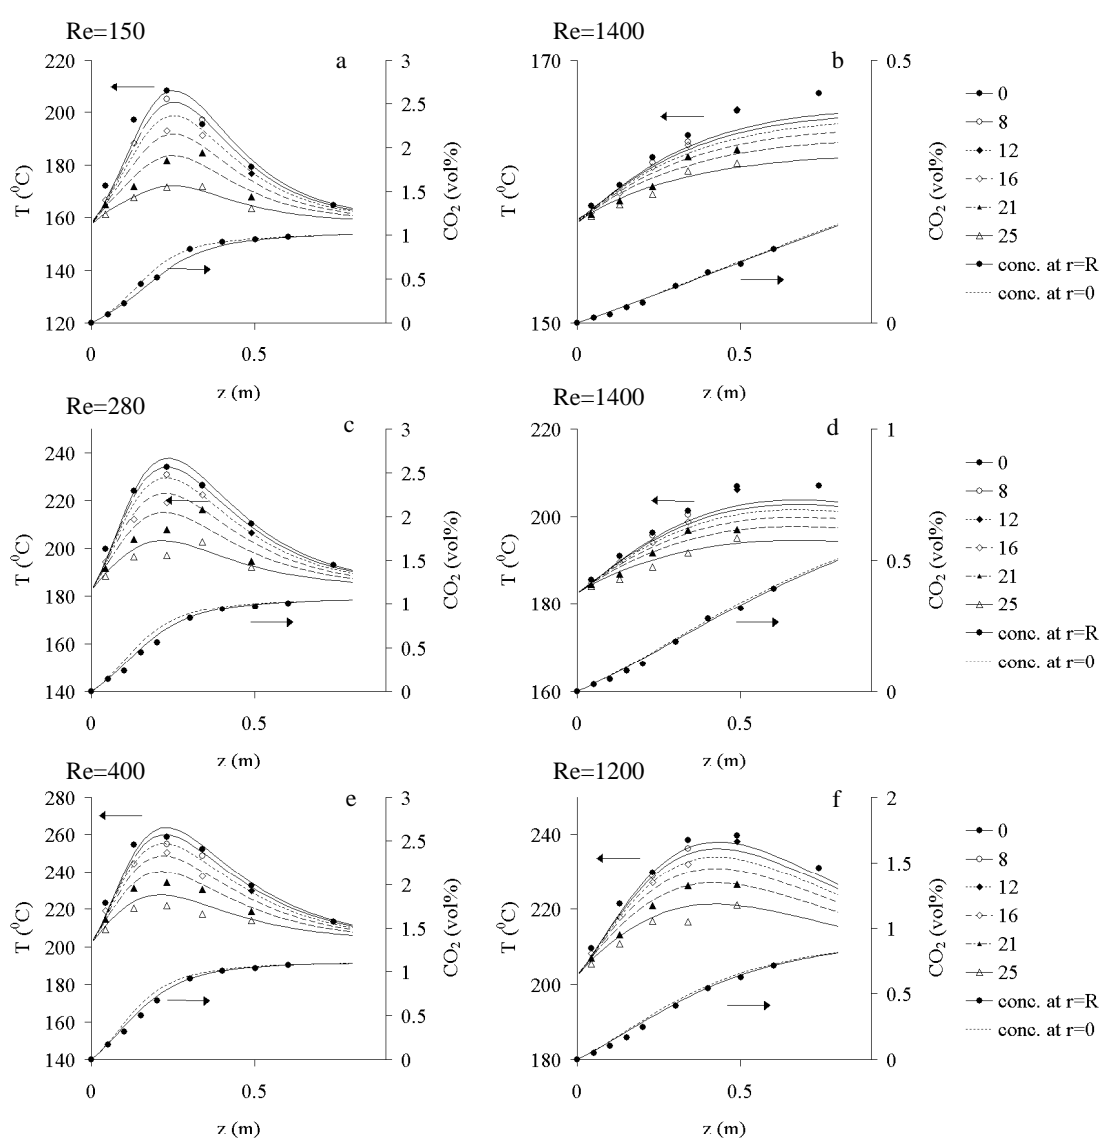 Re=150
a
220
200
180
160
140
120
T (⁰C)
3
2.5
2
1.5
1
0.5
0
CO₂ (vol%)
0
0.5
z (m)
Re=1400
b
170
150
T (⁰C)
0.5
0
CO₂ (vol%)
0
0.5
z (m)
0
8
12
16
21
25
conc. at r=R
conc. at r=0
Re=280
c
240
220
200
180
160
140
T (⁰C)
3
2.5
2
1.5
1
0.5
0
CO₂ (vol%)
0
0.5
z (m)
Re=1400
d
220
200
180
160
T (⁰C)
1
0.5
0
CO₂ (vol%)
0
0.5
z (m)
0
8
12
16
21
25
conc. at r=R
conc. at r=0
Re=400
e
280
260
240
220
200
180
160
140
T (⁰C)
3
2.5
2
1.5
1
0.5
0
CO₂ (vol%)
0
0.5
z (m)
Re=1200
f
240
220
200
180
T (⁰C)
2
1.5
1
0.5
0
CO₂ (vol%)
0
0.5
z (m)
0
8
12
16
21
25
conc. at r=R
conc. at r=0